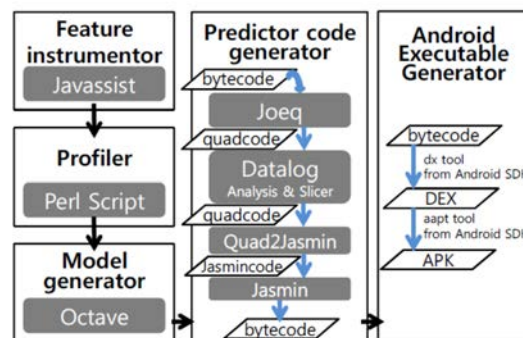 Feature
instrumentor
Javassist
Profiler
Perl Script
Model
generator
Octave
Predictor code
generator
bytecode
Joeq
quadcode
Datalog
Analysis & Slicer
quadcode
Quad2Jasmin
Jasmincode
Jasmin
bytecode
Android
Executable
Generator
bytecode
dx tool
from Android SDK
DEX
aapt tool
from Android SDK
APK